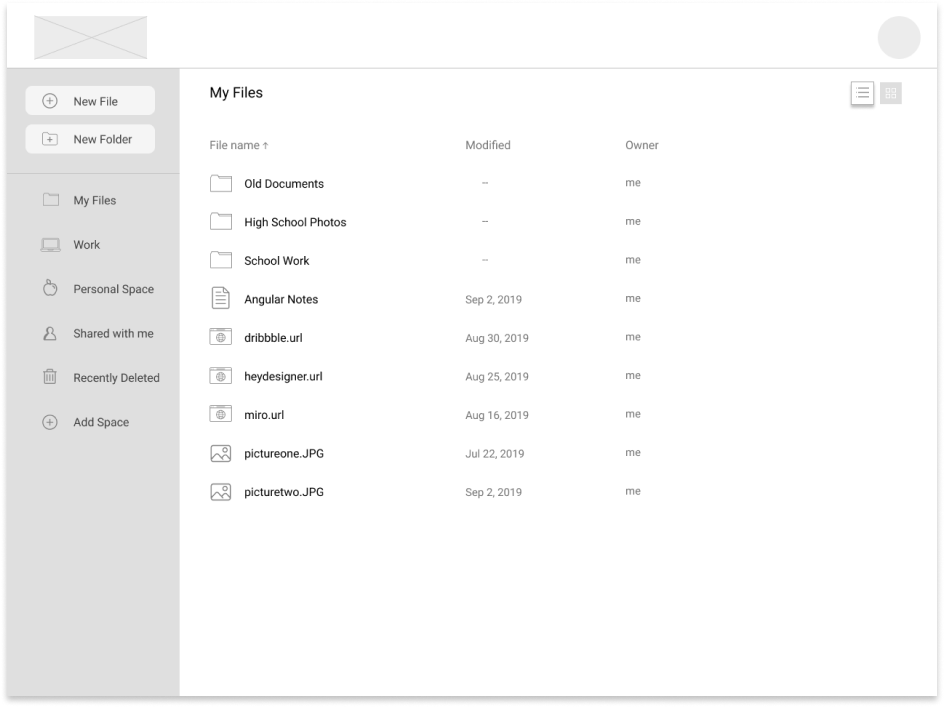 New File
New Folder
My Files
Work
Personal Space
Shared with me
Recently Deleted
Add Space
My Files
File name ↑ Modified Owner
Old Documents -- me
High School Photos -- me
School Work -- me
Angular Notes Sep 2, 2019 me
dribbble.url Aug 30, 2019 me
heydesigner.url Aug 25, 2019 me
miro.url Aug 16, 2019 me
pictureone.JPG Jul 22, 2019 me
picturetwo.JPG Sep 2, 2019 me